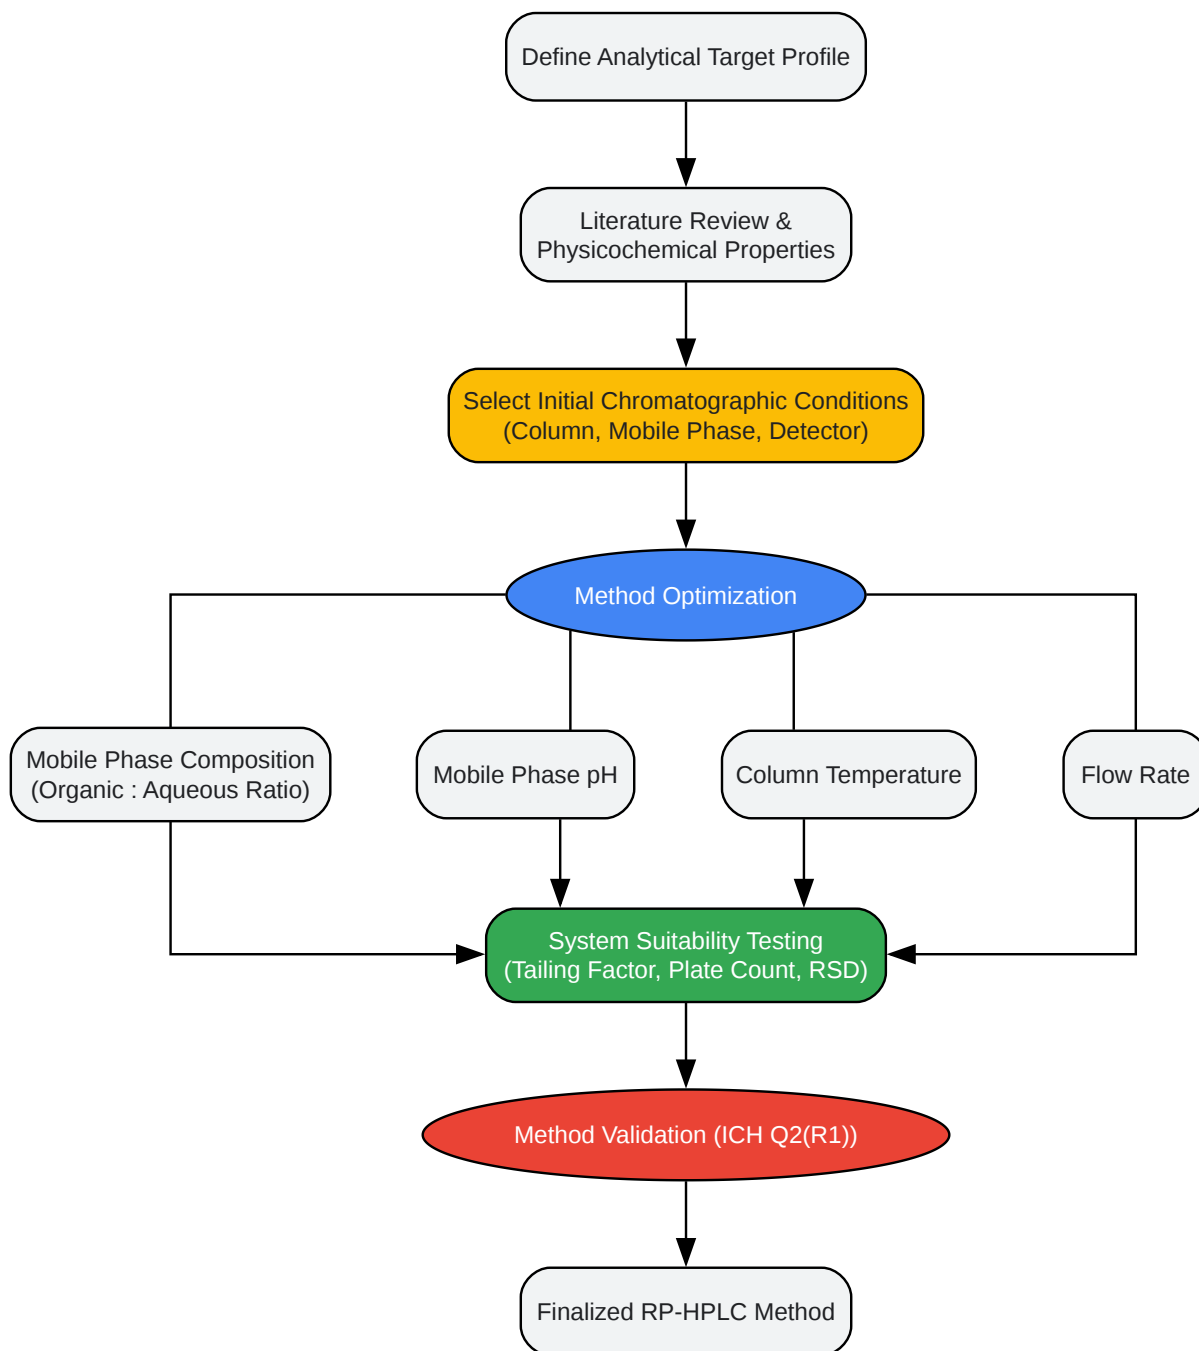 Define Analytical Target Profile
Literature Review &
Physicochemical Properties
Select Initial Chromatographic Conditions
(Column, Mobile Phase, Detector)
Method Optimization
Mobile Phase Composition
(Organic : Aqueous Ratio)
Mobile Phase pH
Column Temperature
Flow Rate
System Suitability Testing
(Tailing Factor, Plate Count, RSD)
Method Validation (ICH Q2(R1))
Finalized RP-HPLC Method